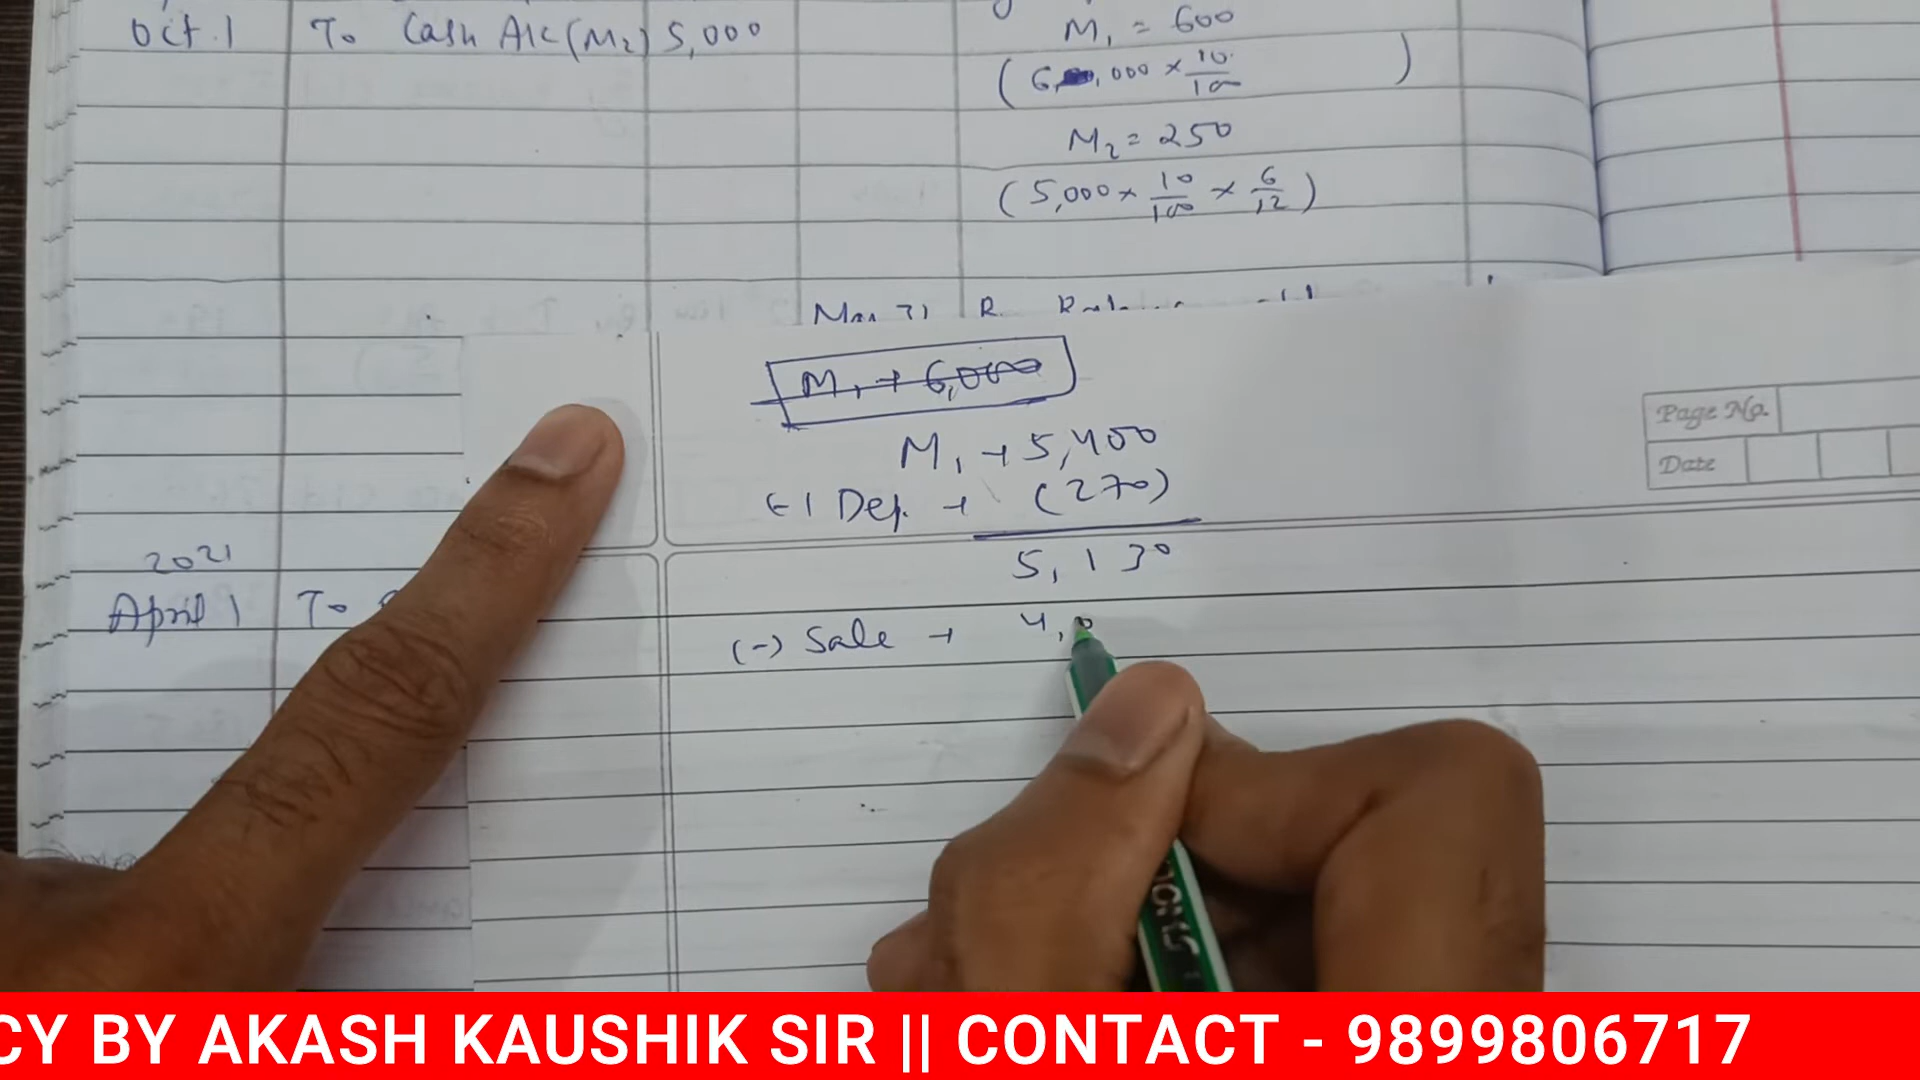 Oct.1 To Cash A/c (M2) 5,000
M1 = 600
(6,000 × 10/100)
M2 = 250
(5,000 × 10/100 × 6/12)
M1 → 6,000
M1 → 5,400
(-) Dep. → (270)
5,130
(-) Sale → 4,0
2021
April 1 To
Page No.
Date
CY BY AKASH KAUSHIK SIR || CONTACT - 9899806717